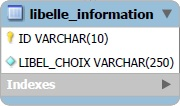 libelle_information
ID VARCHAR(10)
LIBEL_CHOIX VARCHAR(250)
Indexes